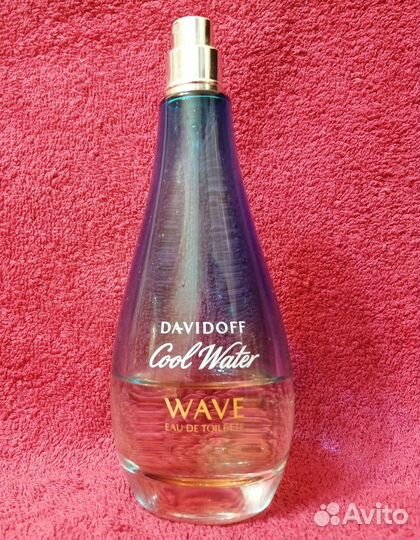 DAVIDOFF
Cool Water
WAVE
EAU DE TOILETTE
Avito